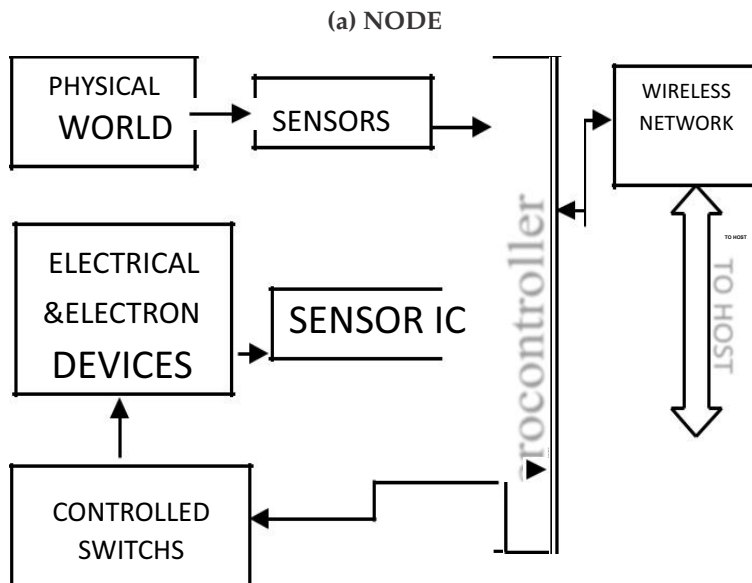 (a) NODE
PHYSICAL
WORLD
SENSORS
WIRELESS
NETWORK
ELECTRICAL
&ELECTRON
DEVICES
SENSOR IC
rocontroller
TO HOST
TO HOST
CONTROLLED
SWITCHS